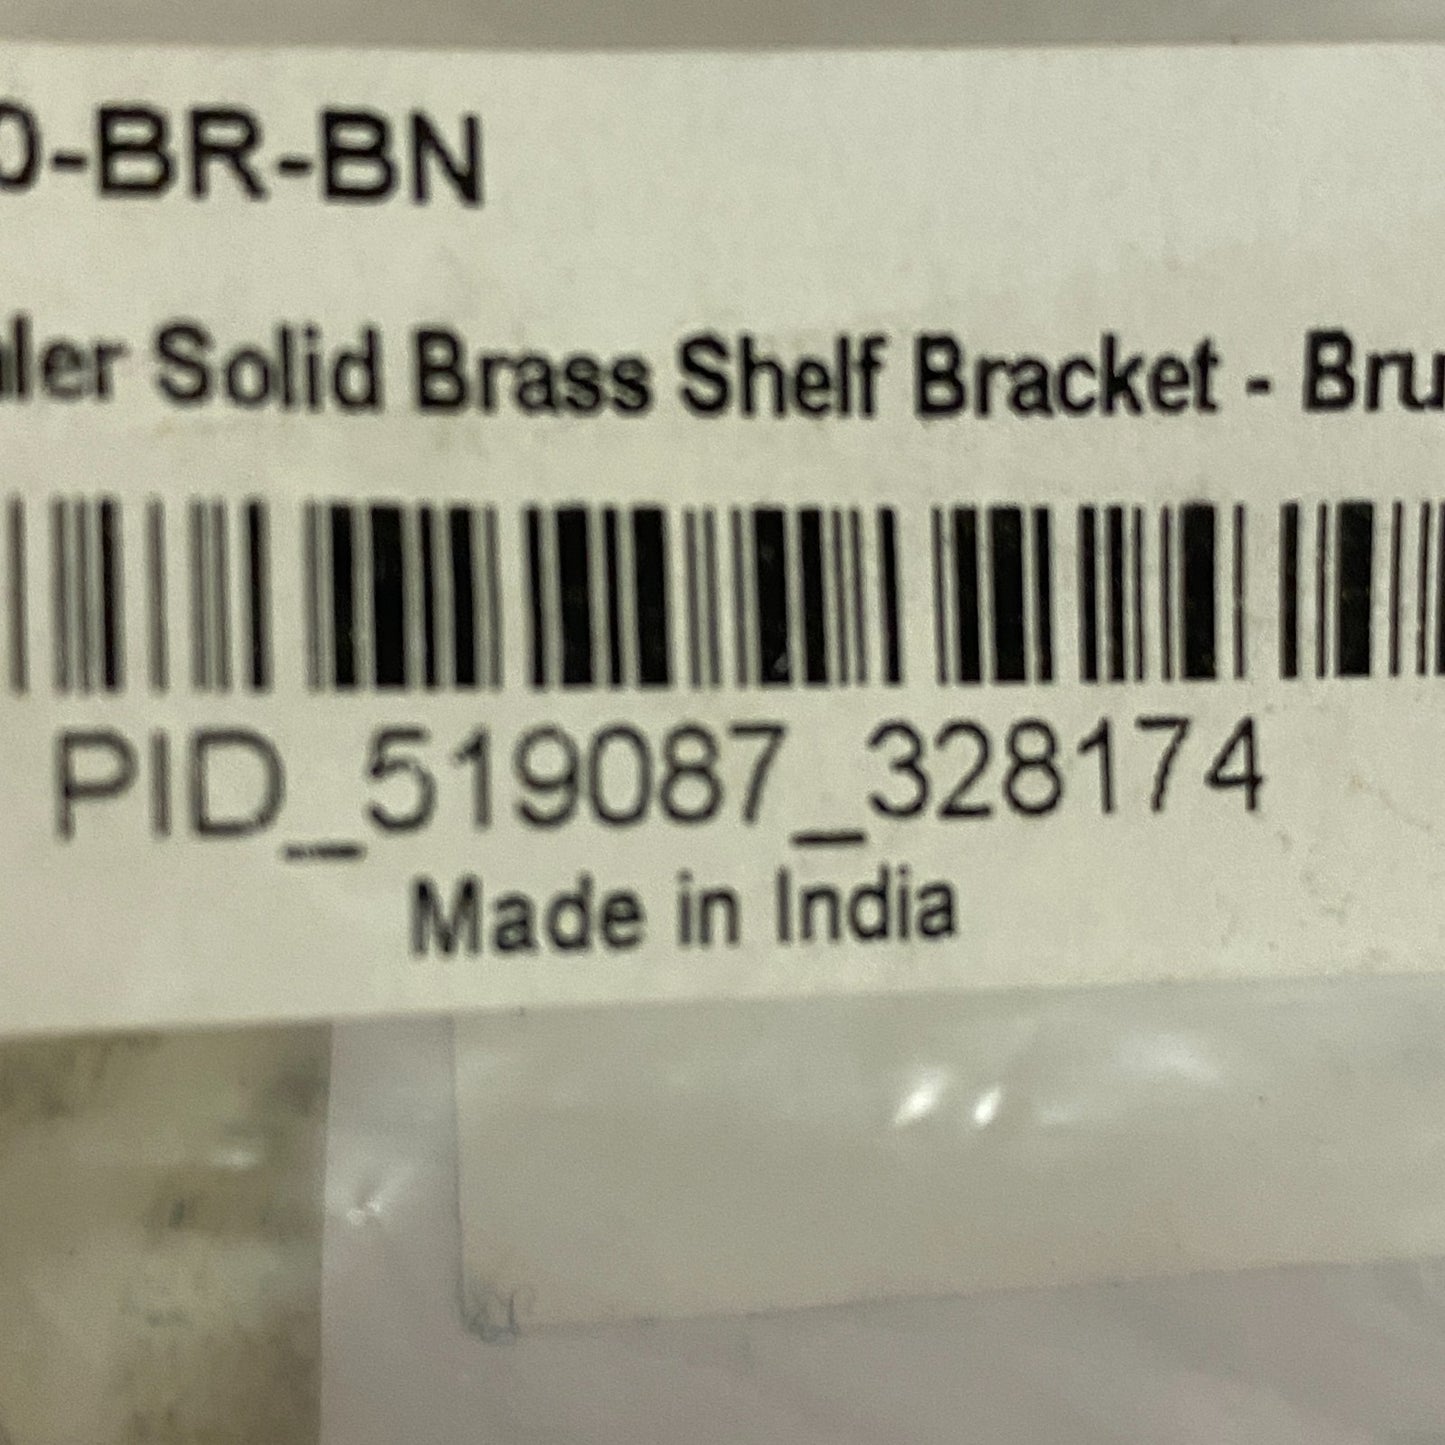 0-BR-BN
ler Solid Brass Shelf Bracket - Bru
PID_519087_328174
Made in India